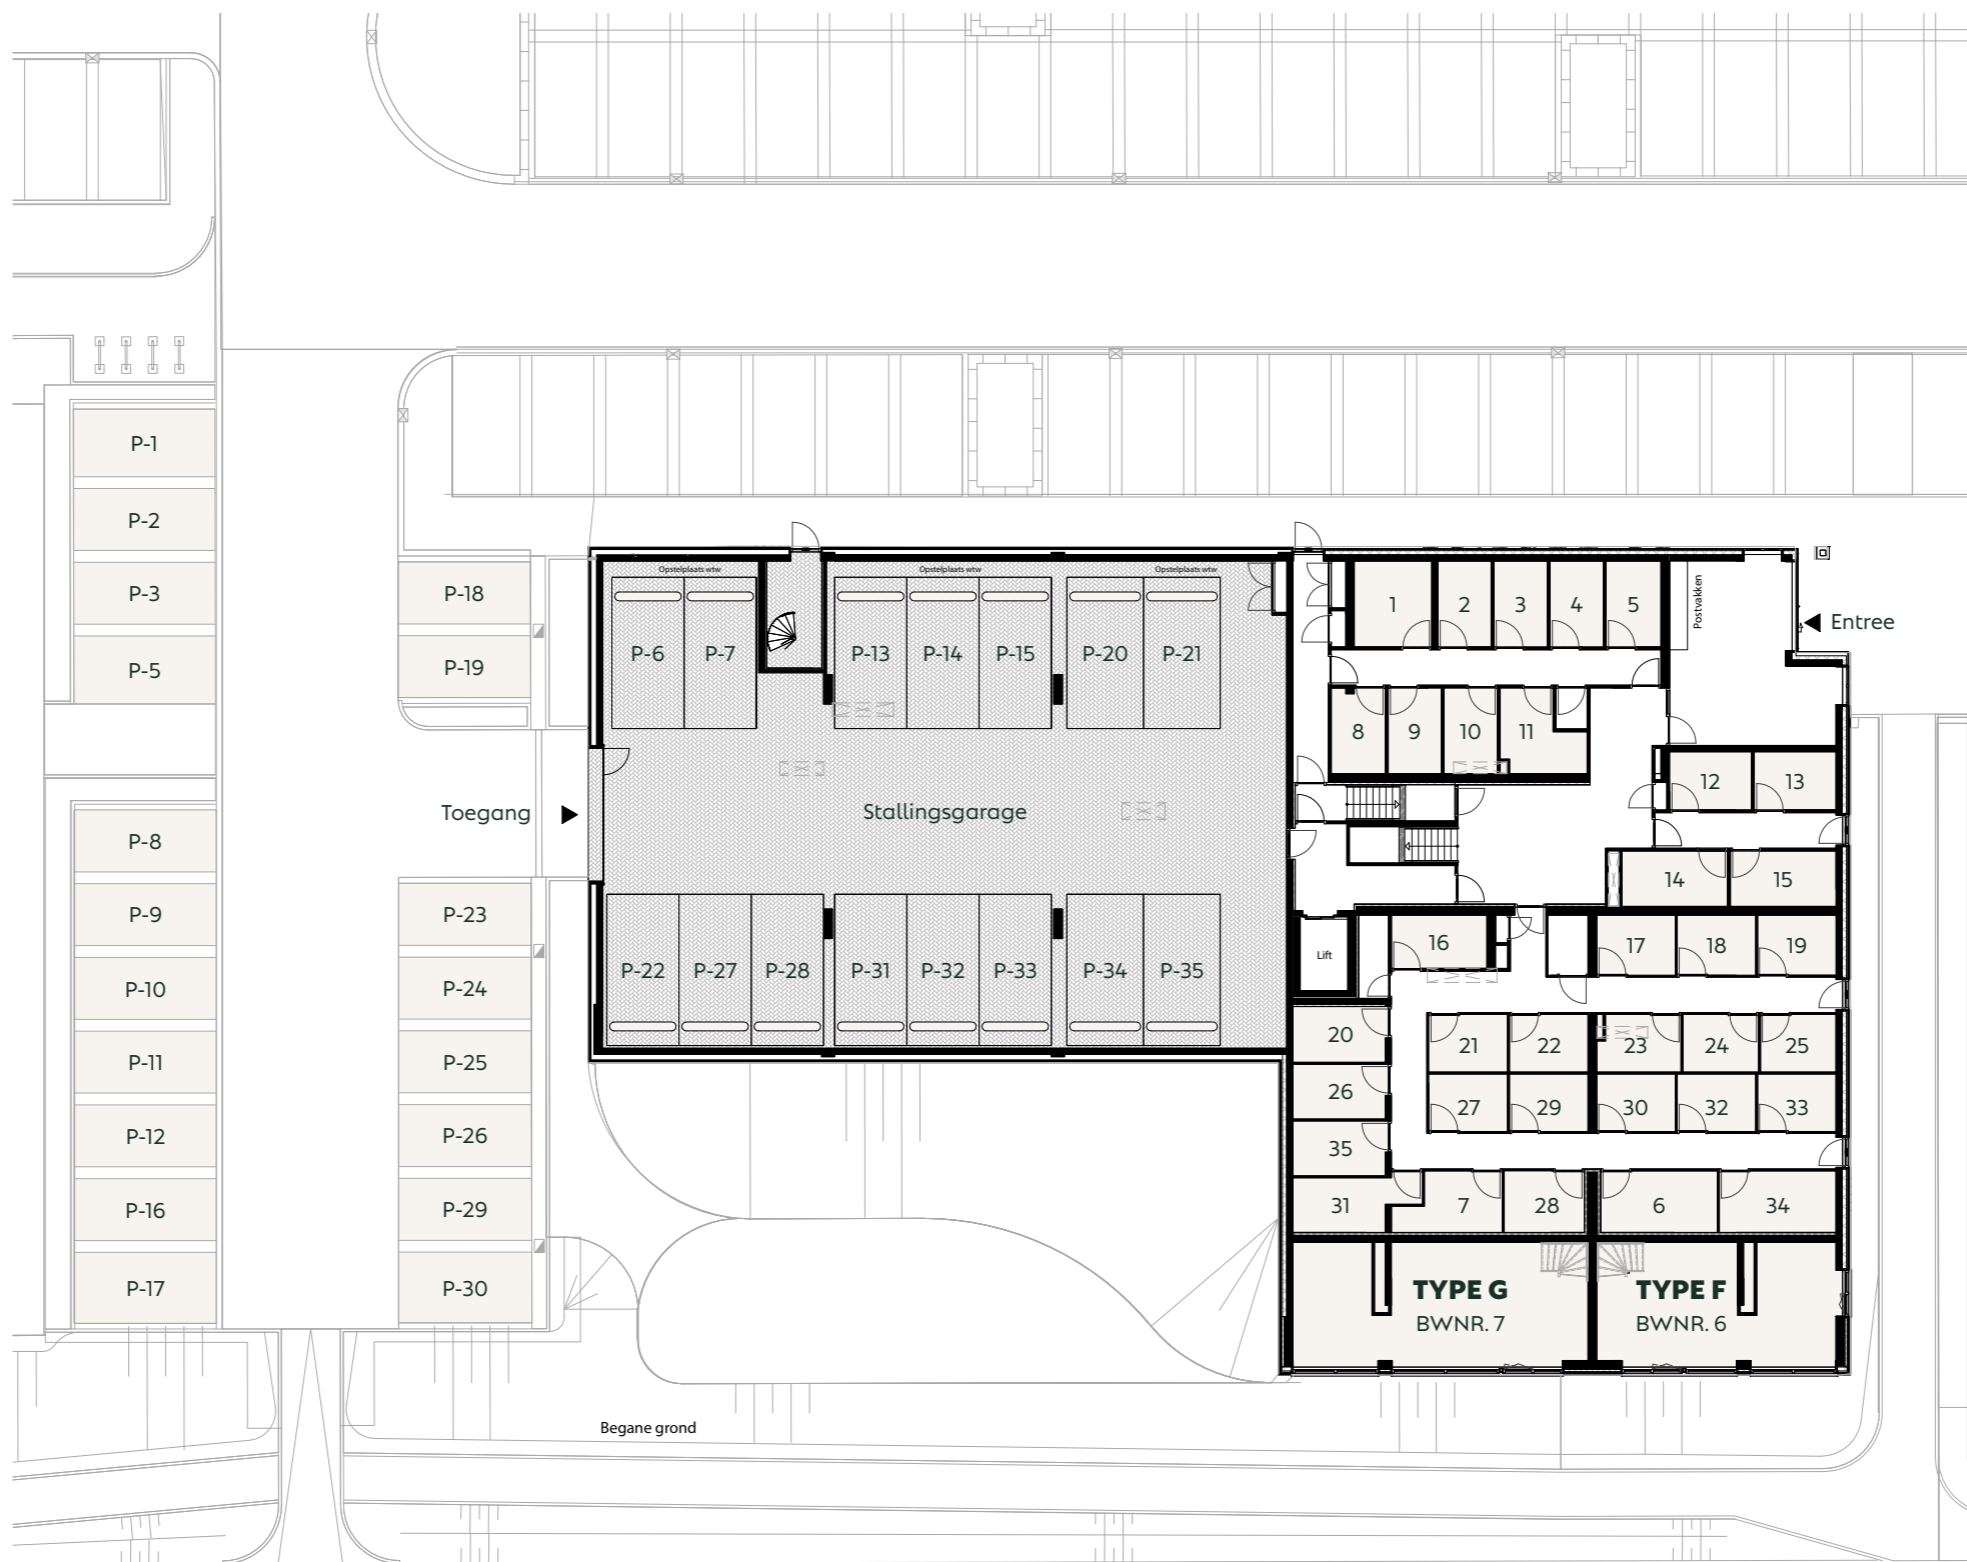 P-1
P-2
P-3
P-5
P-8
P-9
P-10
P-11
P-12
P-16
P-17
P-18
P-19
Toegang
P-23
P-24
P-25
P-26
P-29
P-30
Opstelplaats wtw
Opstelplaats wtw
Opstelplaats wtw
P-6
P-7
P-13
P-14
P-15
P-20
P-21
Stallingsgarage
P-22
P-27
P-28
P-31
P-32
P-33
P-34
P-35
1
2
3
4
5
Postvakken
Entree
8
9
10
11
12
13
14
15
Lift
16
17
18
19
20
21
22
23
24
25
26
27
29
30
32
33
35
31
7
28
6
34
TYPE G
BWNR. 7
TYPE F
BWNR. 6
Begane grond